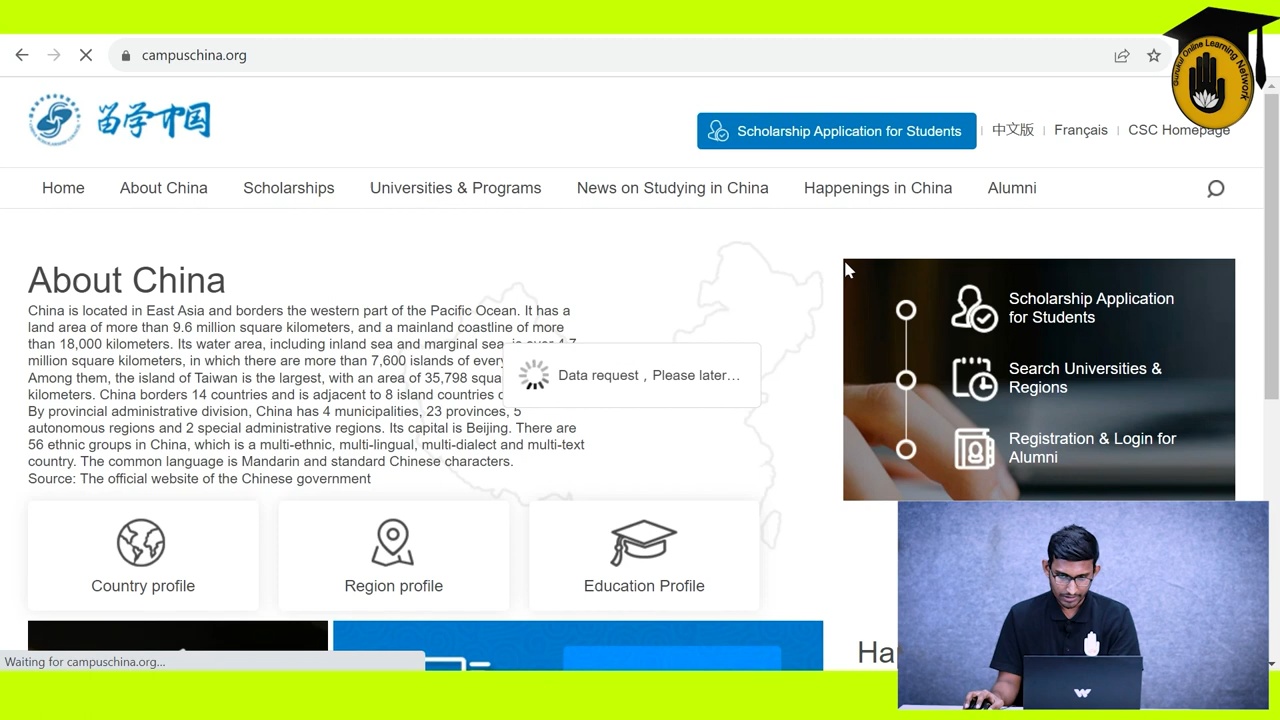 campuschina.org
Gurukul Online Learning Network
留学中国
Scholarship Application for Students
中文版
Français
CSC Homepage
Home
About China
Scholarships
Universities & Programs
News on Studying in China
Happenings in China
Alumni
About China
China is located in East Asia and borders the western part of the Pacific Ocean. It has a
land area of more than 9.6 million square kilometers, and a mainland coastline of more
than 18,000 kilometers. Its water area, including inland sea and marginal sea, is over 4.7
million square kilometers, in which there are more than 7,600 islands of every
Among them, the island of Taiwan is the largest, with an area of 35,798 squa
kilometers. China borders 14 countries and is adjacent to 8 island countries o
By provincial administrative division, China has 4 municipalities, 23 provinces, 5
autonomous regions and 2 special administrative regions. Its capital is Beijing. There are
56 ethnic groups in China, which is a multi-ethnic, multi-lingual, multi-dialect and multi-text
country. The common language is Mandarin and standard Chinese characters.
Source: The official website of the Chinese government
Data request，Please later...
Scholarship Application
for Students
Search Universities &
Regions
Registration & Login for
Alumni
Country profile
Region profile
Education Profile
Ha
Waiting for campuschina.org...